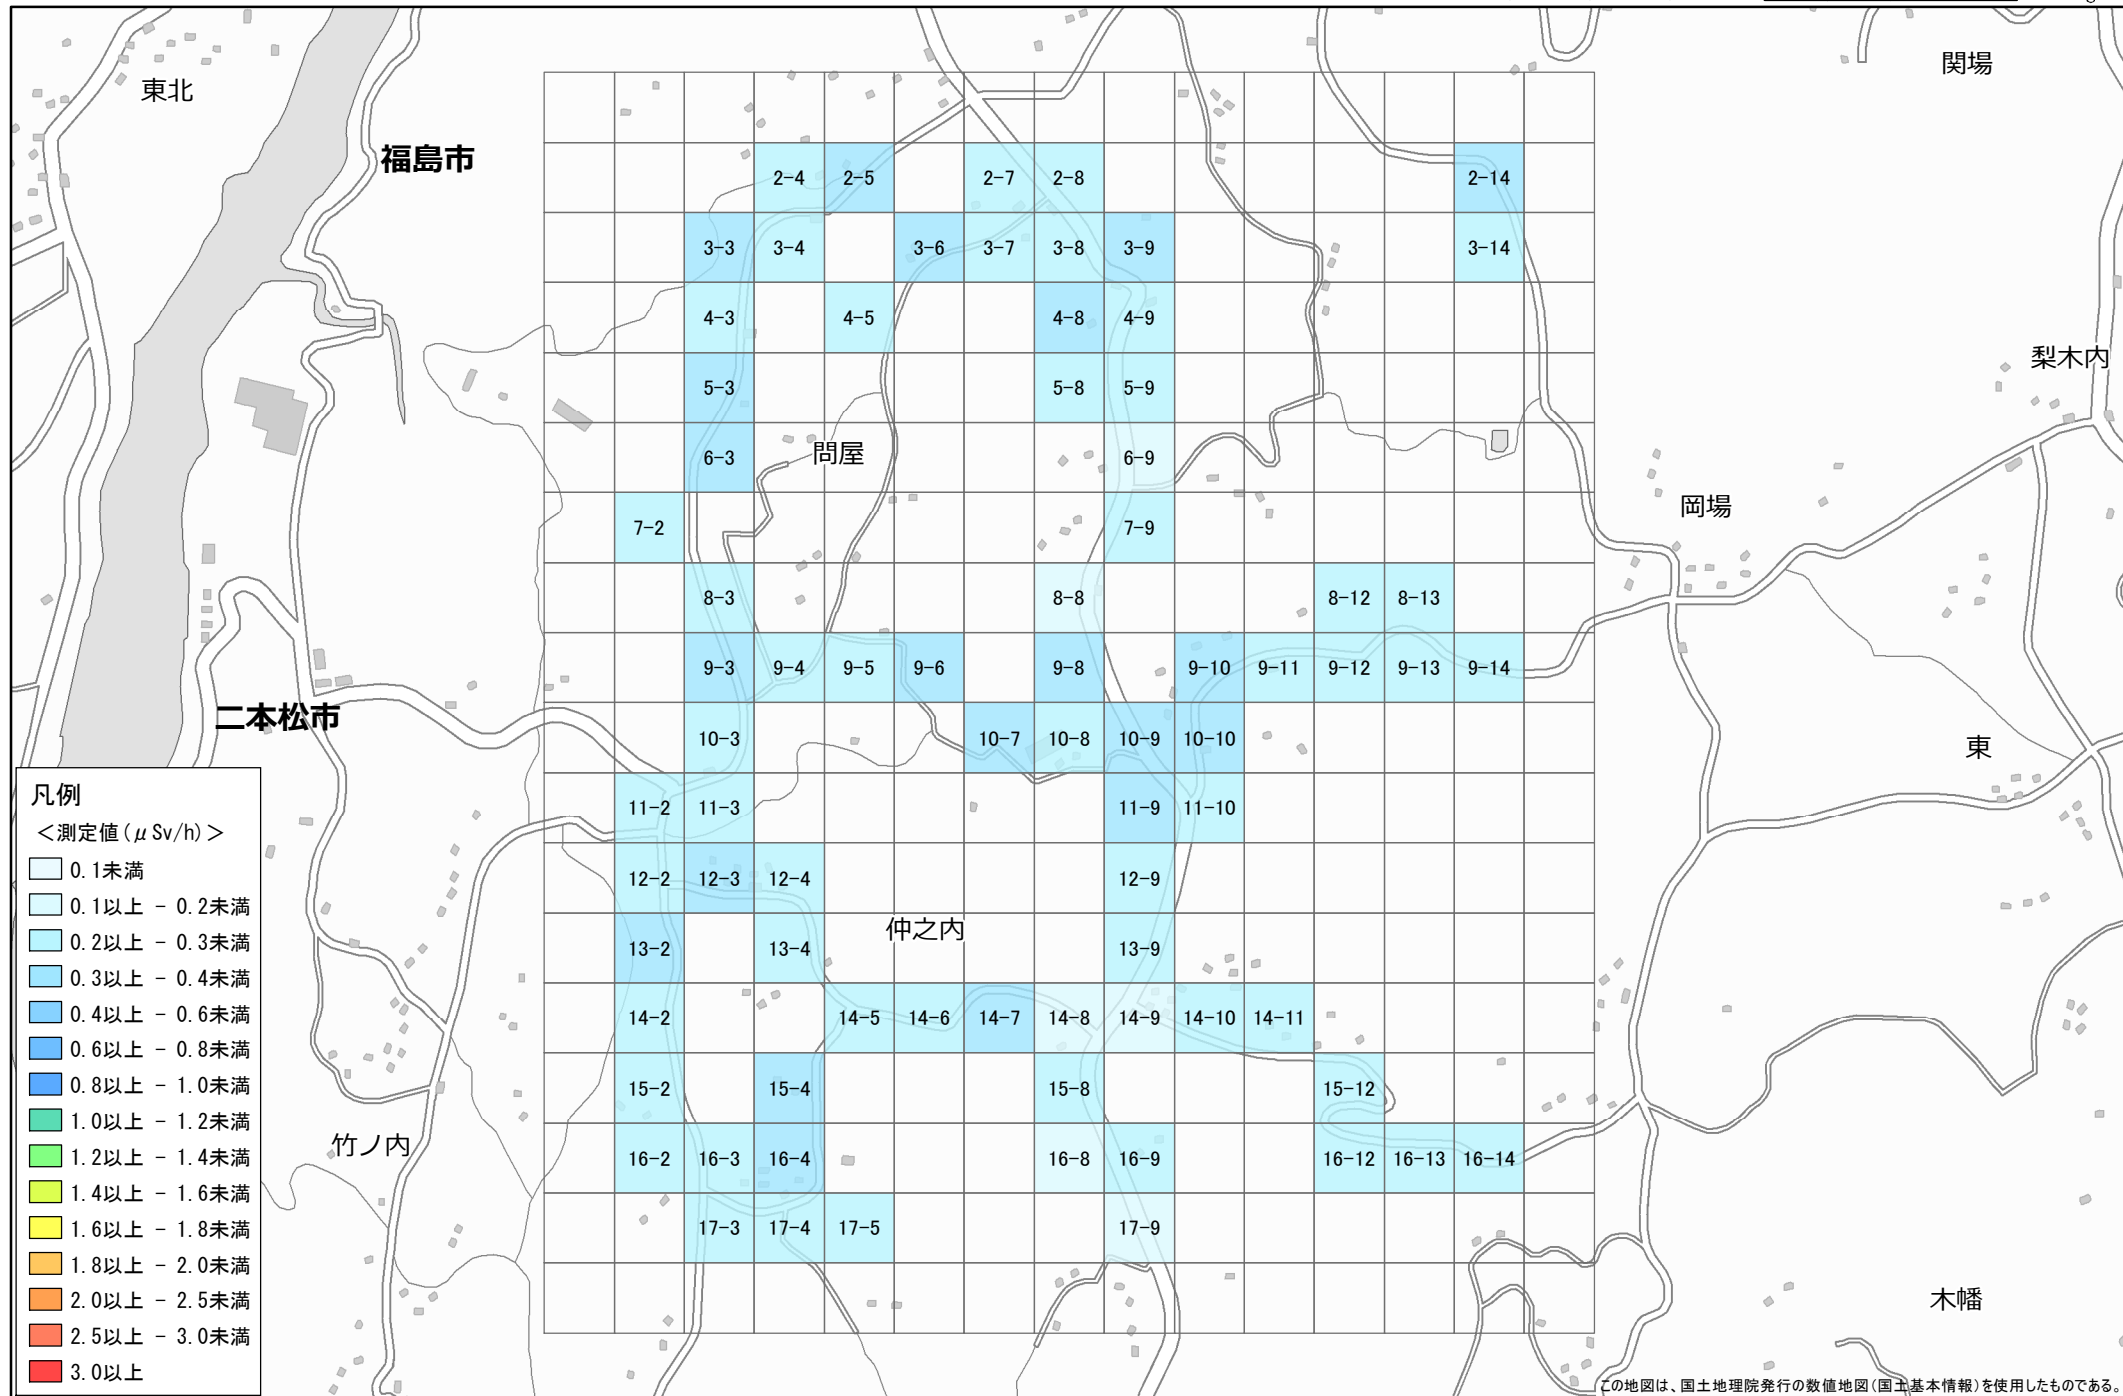 関場
東北
福島市
2-4 2-5 2-7 2-8 2-14
3-3 3-4 3-6 3-7 3-8 3-9 3-14
4-3 4-5 4-8 4-9
梨木内
5-3 5-8 5-9
問屋
6-3 6-9
岡場
7-2 7-9
8-3 8-8 8-12 8-13
9-3 9-4 9-5 9-6 9-8 9-10 9-11 9-12 9-13 9-14
二本松市
10-3 10-7 10-8 10-9 10-10
東
11-2 11-3 11-9 11-10
12-2 12-3 12-4 12-9
仲之内
13-2 13-4 13-9
14-2 14-5 14-6 14-7 14-8 14-9 14-10 14-11
15-2 15-4 15-8 15-12
竹ノ内
16-2 16-3 16-4 16-8 16-9 16-12 16-13 16-14
17-3 17-4 17-5 17-9
木幡
凡例
＜測定値(μSv/h)＞
0.1未満
0.1以上 - 0.2未満
0.2以上 - 0.3未満
0.3以上 - 0.4未満
0.4以上 - 0.6未満
0.6以上 - 0.8未満
0.8以上 - 1.0未満
1.0以上 - 1.2未満
1.2以上 - 1.4未満
1.4以上 - 1.6未満
1.6以上 - 1.8未満
1.8以上 - 2.0未満
2.0以上 - 2.5未満
2.5以上 - 3.0未満
3.0以上
この地図は、国土地理院発行の数値地図(国土基本情報)を使用したものである。